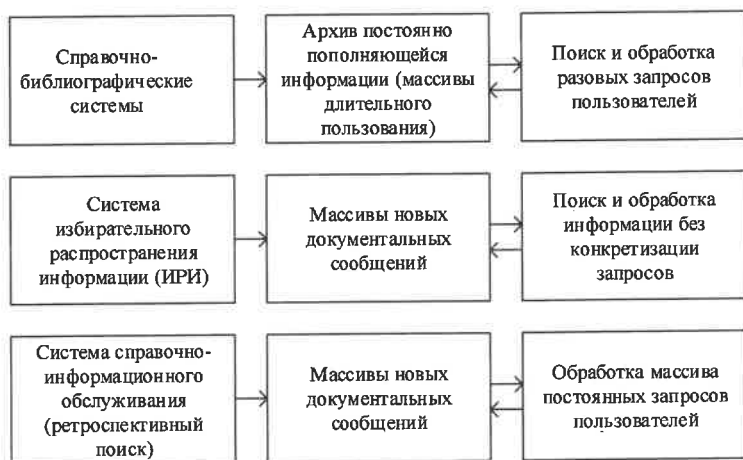 Справочно-
библиографические
системы
Архив постоянно
пополняющейся
информации (массивы
длительного
пользования)
Поиск и обработка
разовых запросов
пользователей
Система
избирательного
распространения
информации (ИРИ)
Массивы новых
документальных
сообщений
Поиск и обработка
информации без
конкретизации
запросов
Система справочно-
информационного
обслуживания
(ретроспективный
поиск)
Массивы новых
документальных
сообщений
Обработка массива
постоянных запросов
пользователей